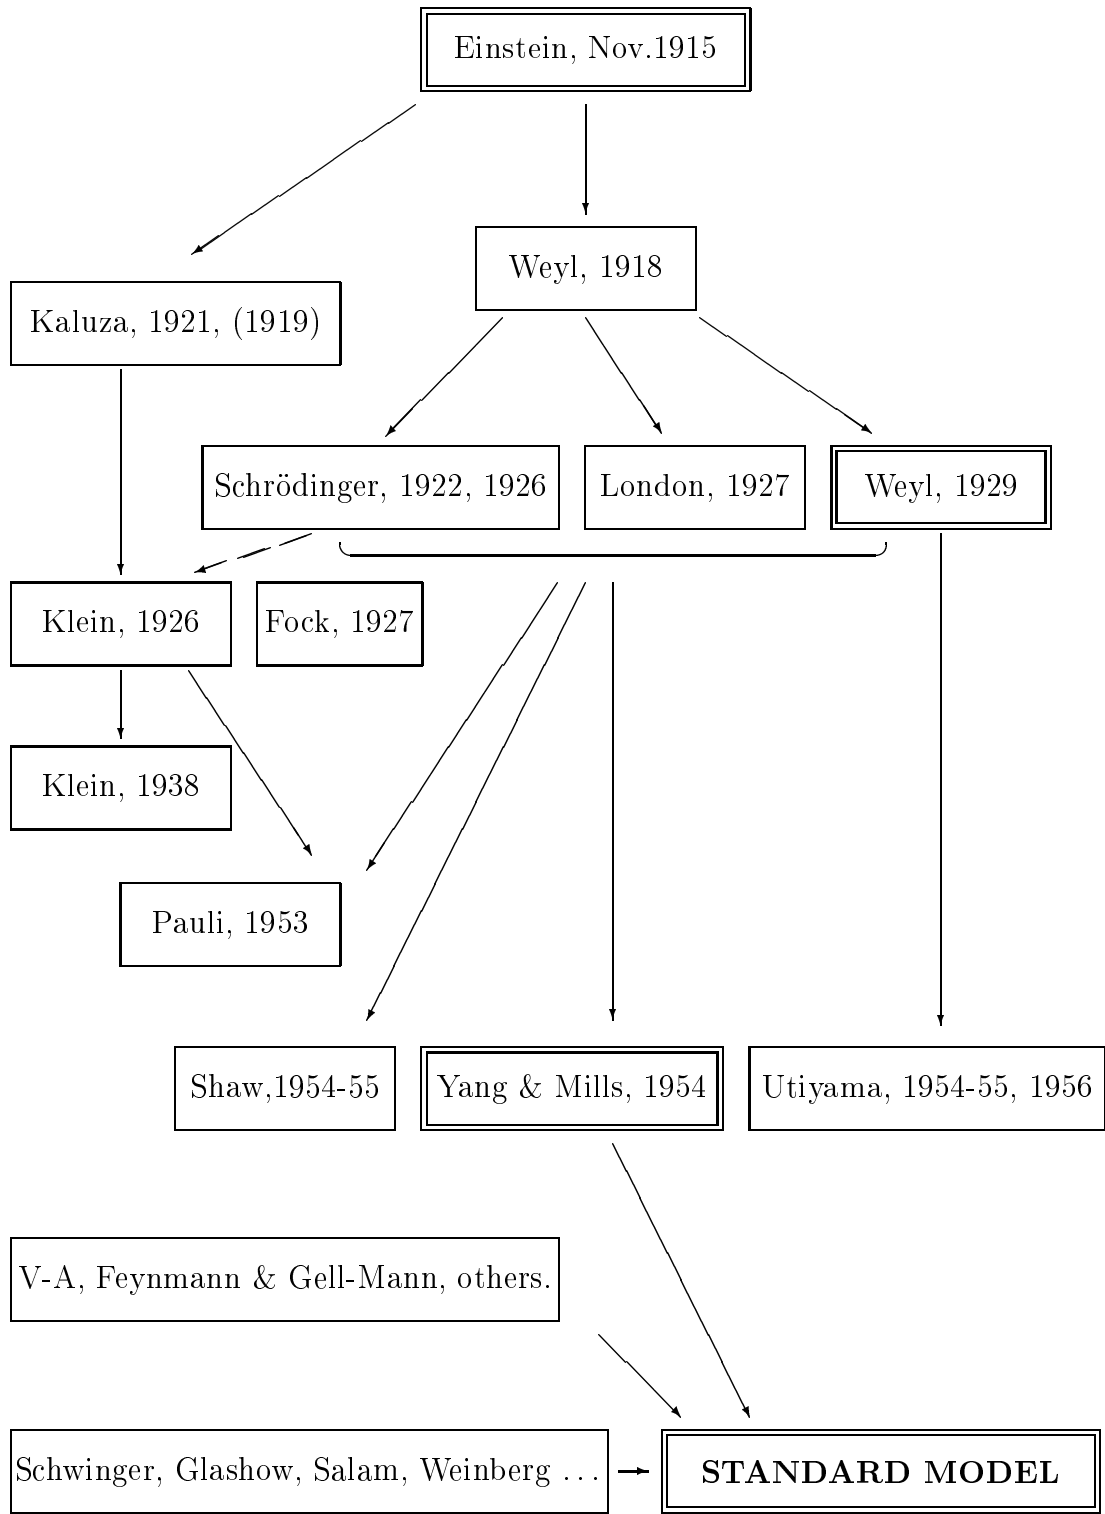 Einstein, Nov.1915
Weyl, 1918
Kaluza, 1921, (1919)
Schrödinger, 1922, 1926
London, 1927
Weyl, 1929
Klein, 1926
Fock, 1927
Klein, 1938
Pauli, 1953
Shaw,1954-55
Yang & Mills, 1954
Utiyama, 1954-55, 1956
V-A, Feynmann & Gell-Mann, others.
Schwinger, Glashow, Salam, Weinberg ...
STANDARD MODEL